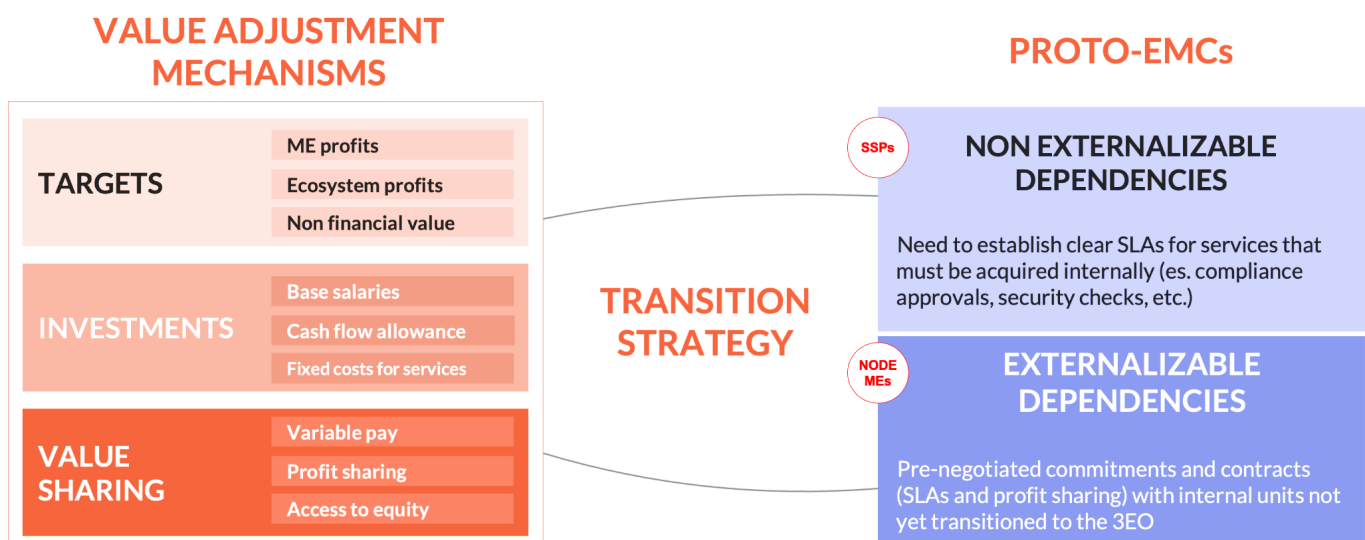 VALUE ADJUSTMENT
MECHANISMS
TARGETS
ME profits
Ecosystem profits
Non financial value
INVESTMENTS
Base salaries
Cash flow allowance
Fixed costs for services
VALUE
SHARING
Variable pay
Profit sharing
Access to equity
TRANSITION
STRATEGY
PROTO-EMCs
SSPs
NON EXTERNALIZABLE
DEPENDENCIES
Need to establish clear SLAs for services that
must be acquired internally (es. compliance
approvals, security checks, etc.)
NODE
MEs
EXTERNALIZABLE
DEPENDENCIES
Pre-negotiated commitments and contracts
(SLAs and profit sharing) with internal units not
yet transitioned to the 3EO